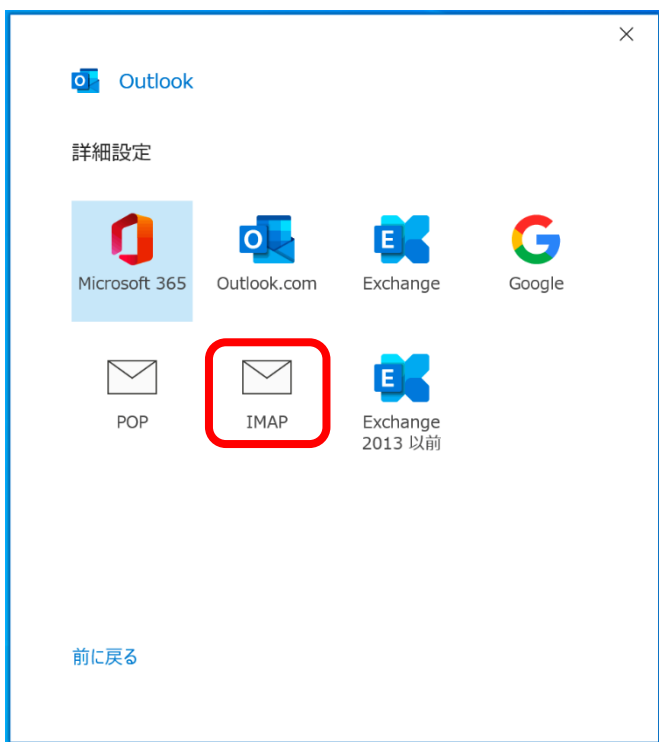 Outlook
詳細設定
Microsoft 365
Outlook.com
Exchange
Google
POP
IMAP
Exchange
2013 以前
前に戻る